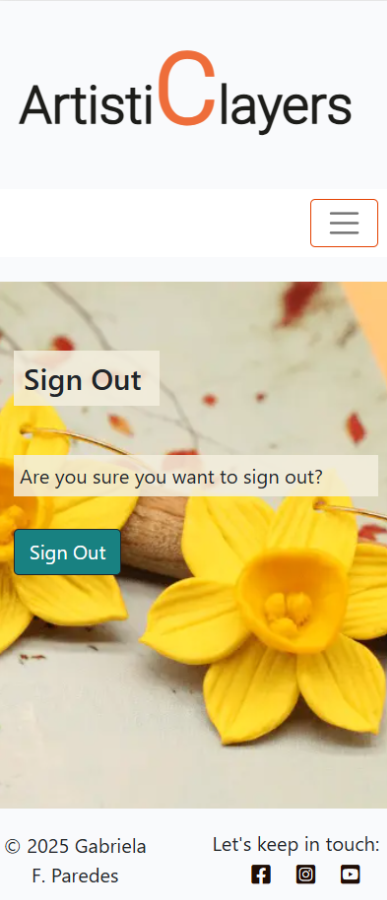 ArtistiClayers
Sign Out
Are you sure you want to sign out?
Sign Out
© 2025 Gabriela
F. Paredes
Let's keep in touch: